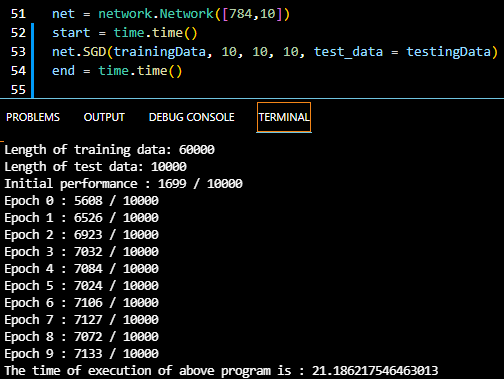 51 net = network.Network([784,10])
52 start = time.time()
53 net.SGD(trainingData, 10, 10, 10, test_data = testingData)
54 end = time.time()
55
PROBLEMS OUTPUT DEBUG CONSOLE TERMINAL
Length of training data: 60000
Length of test data: 10000
Initial performance : 1699 / 10000
Epoch 0 : 5608 / 10000
Epoch 1 : 6526 / 10000
Epoch 2 : 6923 / 10000
Epoch 3 : 7032 / 10000
Epoch 4 : 7084 / 10000
Epoch 5 : 7024 / 10000
Epoch 6 : 7106 / 10000
Epoch 7 : 7127 / 10000
Epoch 8 : 7072 / 10000
Epoch 9 : 7133 / 10000
The time of execution of above program is : 21.186217546463013